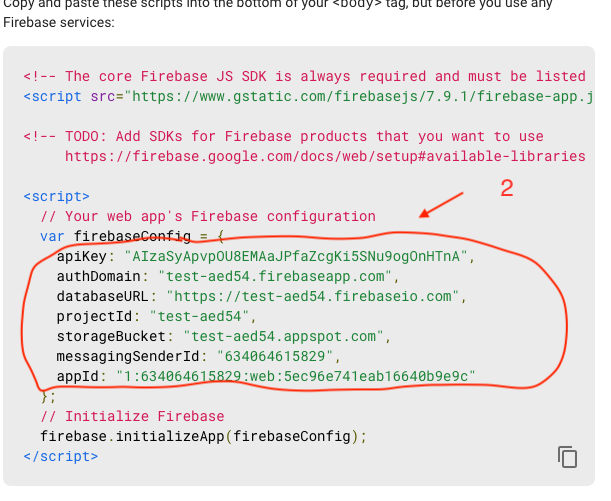 Copy and paste these scripts into the bottom of your <body> tag, but before you use any
Firebase services:
<!-- The core Firebase JS SDK is always required and must be listed
<script src="https://www.gstatic.com/firebasejs/7.9.1/firebase-app.j
<!-- TODO: Add SDKs for Firebase products that you want to use
https://firebase.google.com/docs/web/setup#available-libraries
<script>
2
// Your web app's Firebase configuration
var firebaseConfig = {
apiKey: "AIzaSyApvpOU8EMAaJPfaZcgKi5SNu9ogOnHTnA",
authDomain: "test-aed54.firebaseapp.com",
databaseURL: "https://test-aed54.firebaseio.com",
projectId: "test-aed54",
storageBucket: "test-aed54.appspot.com",
messagingSenderId: "634064615829",
appId: "1:634064615829:web:5ec96e741eab16640b9e9c"
};
// Initialize Firebase
firebase.initializeApp(firebaseConfig);
</script>